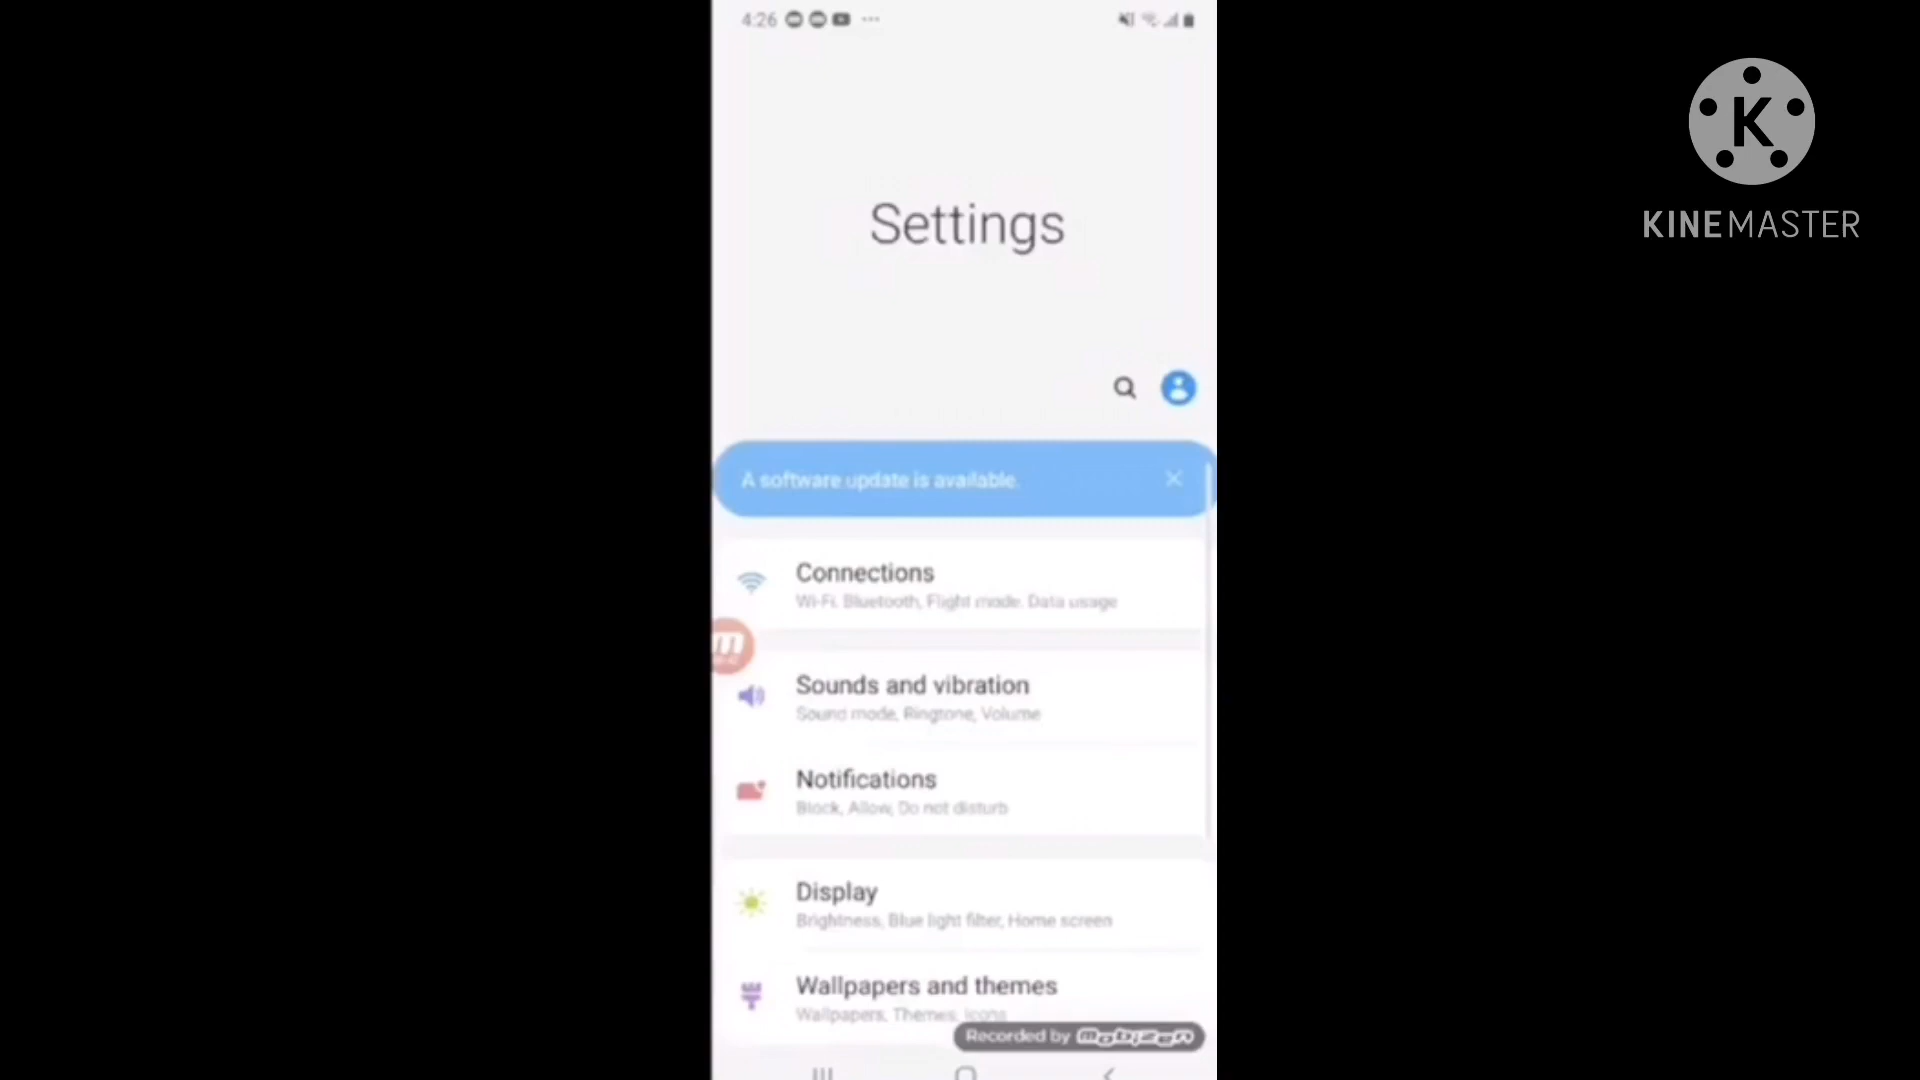 4:26
K
KINEMASTER
Settings
A software update is available.
Connections
Wi-Fi, Bluetooth, Flight mode, Data usage
m
Sounds and vibration
Sound mode, Ringtone, Volume
Notifications
Block, Allow, Do not disturb
Display
Brightness, Blue light filter, Home screen
Wallpapers and themes
Wallpapers, Themes, Icons
Recorded by mobizen